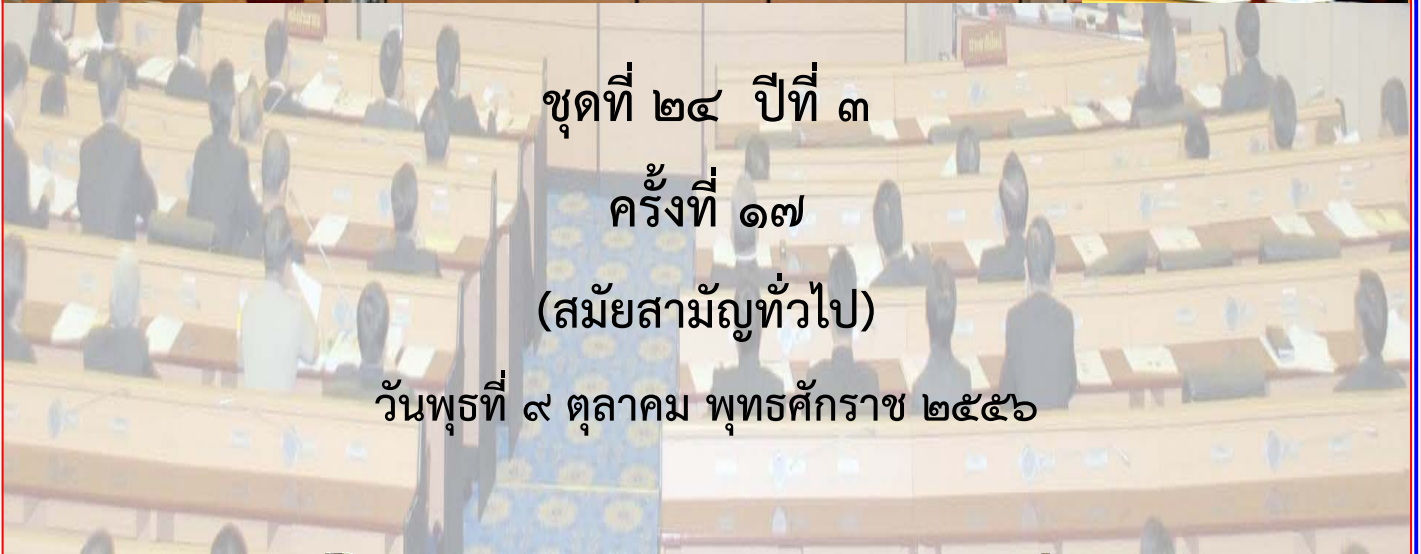 ชุดที่ ๒๔ ปีที่ ๓
ครั้งที่ ๑๗
(สมัยสามัญทั่วไป)
วันพุธที่ ๙ ตุลาคม พุทธศักราช ๒๕๕๖